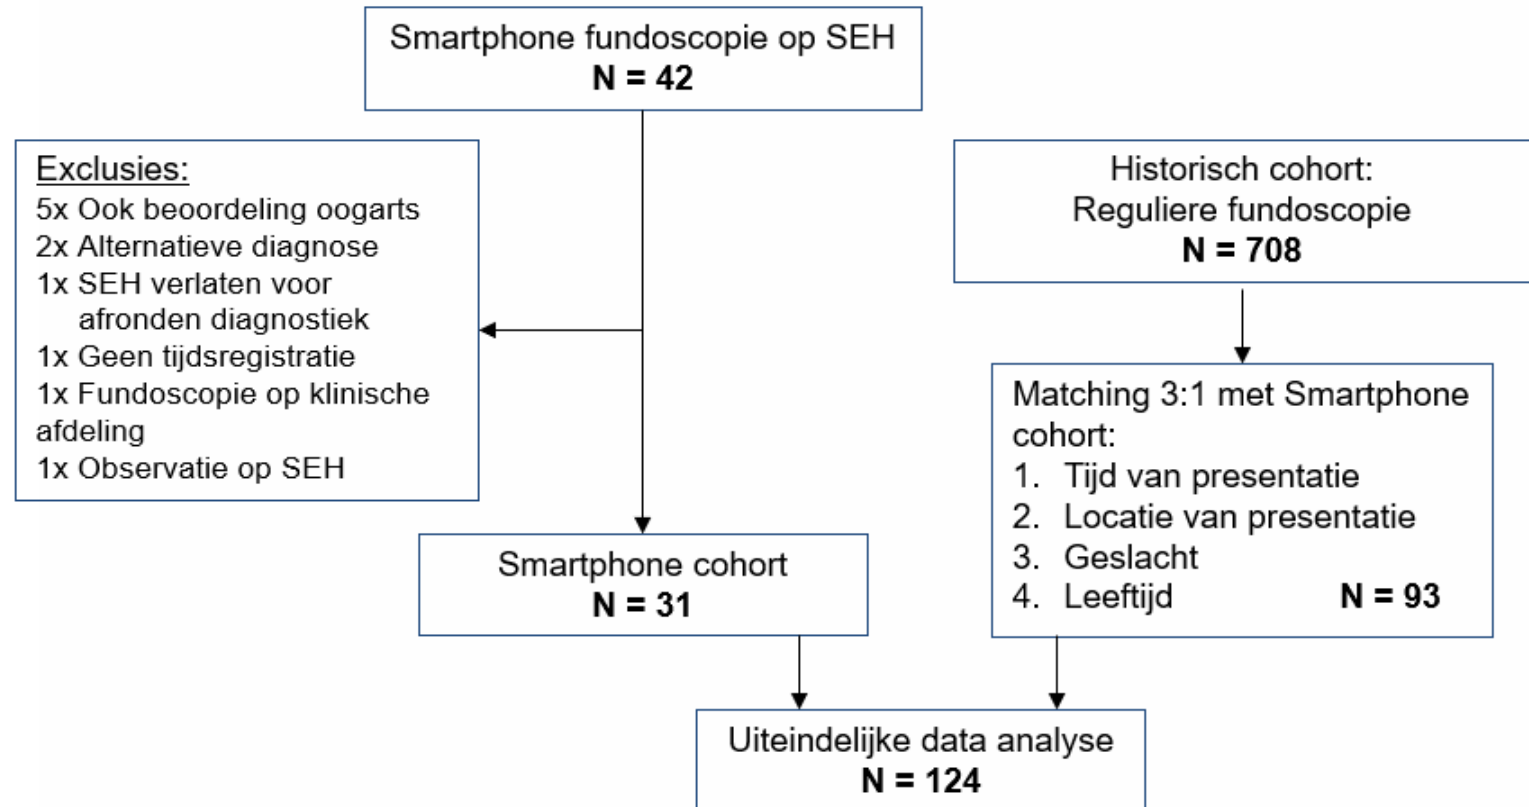 Smartphone fundoscopie op SEH
N = 42
Exclusies:
5x Ook beoordeling oogarts
2x Alternatieve diagnose
1x SEH verlaten voor
afronden diagnostiek
1x Geen tijdsregistratie
1x Fundoscopie op klinische
afdeling
1x Observatie op SEH
Historisch cohort:
Reguliere fundoscopie
N = 708
Matching 3:1 met Smartphone
cohort:
1. Tijd van presentatie
2. Locatie van presentatie
3. Geslacht
4. Leeftijd N = 93
Smartphone cohort
N = 31
Uiteindelijke data analyse
N = 124